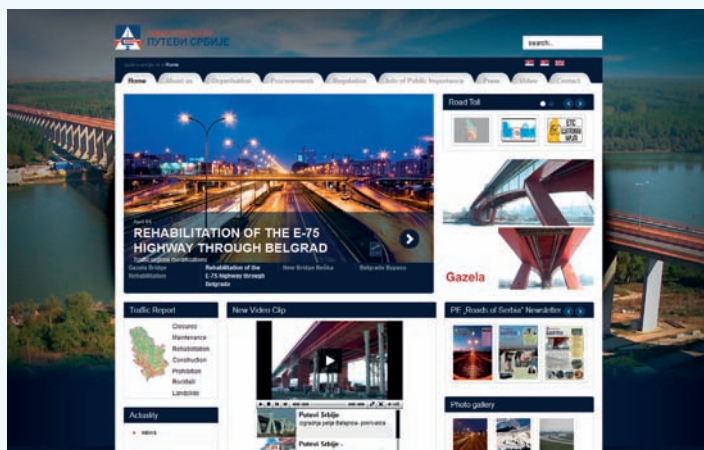 ПУТЕВИ СРБИЈЕ
search..
Home
Home
About us
Organisation
Procurements
Regulation
Info of Public Importance
Press
Video
Contact
REHABILITATION OF THE E-75
HIGHWAY THROUGH BELGRAD
Gazela Bridge
Rehabilitation
Rehabilitation of the
E-75 highway through
Belgrade
New Bridge Beška
Belgrade Bypass
Road Toll
ETC
Gazela
Traffic Report
Closures
Maintenance
Rehabilitation
Construction
Prohibition
Rockfall
Landslides
Actuality
New Video Clip
Putevi Srbije
Putevi Srbije -
PE „Roads of Serbia" Newsletter
Photo gallery